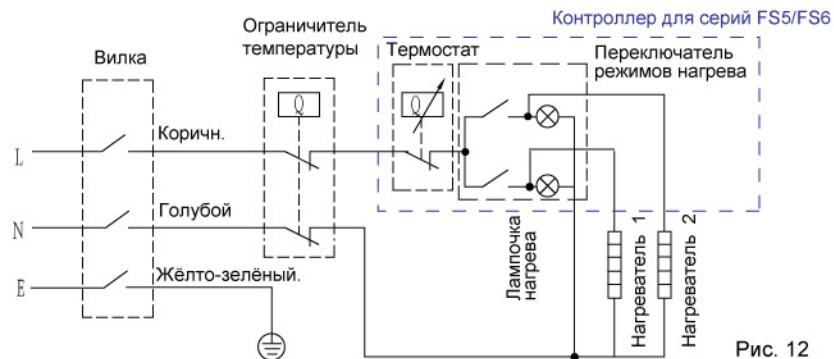 Контроллер для серий FS5/FS6
Ограничитель
температуры
Вилка
Термостат
Переключатель
режимов нагрева
Q
Q
L
Коричн.
N
Голубой
E
Жёлто-зелёный.
Лампочка
нагрева
Нагреватель 1
Нагреватель 2
Рис. 12